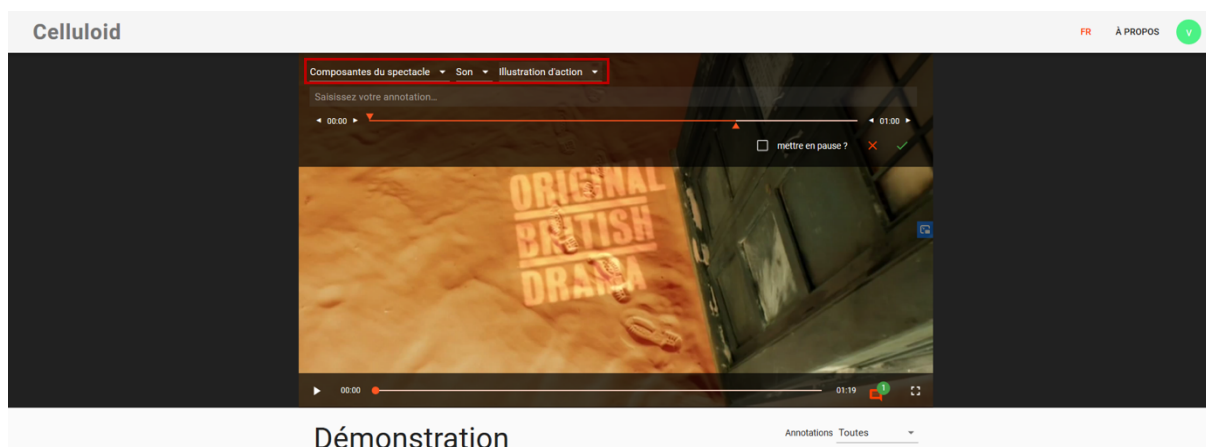 Celluloid
FR À PROPOS V
Composantes du spectacle Son Illustration d'action
Saisissez votre annotation...
00:00 01:00
mettre en pause ?
ORIGINAL
BRITISH
DRAMA
00:00 01:19 1
Démonstration
Annotations Toutes